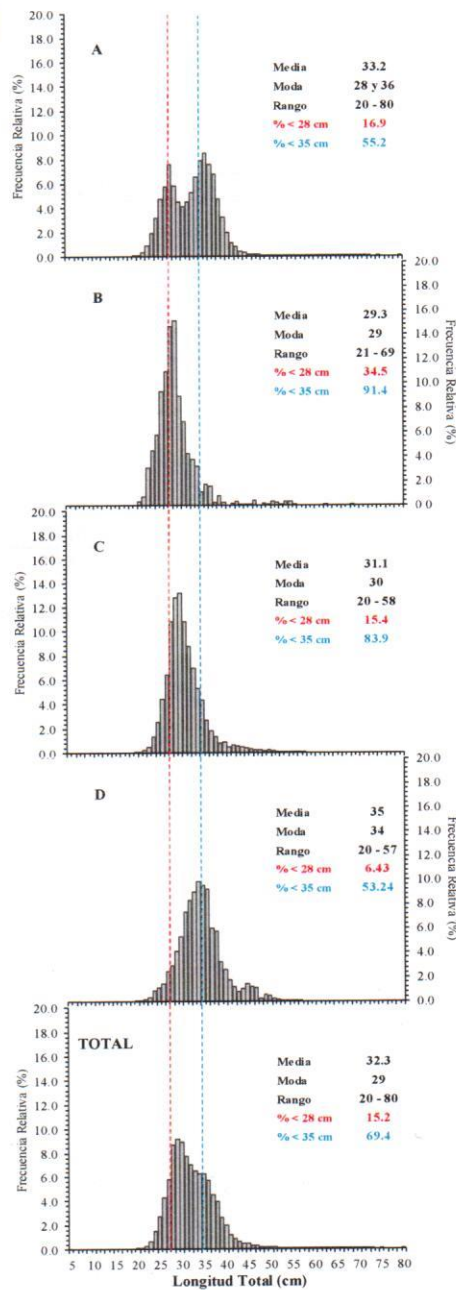 A
20.0
18.0
16.0
14.0
12.0
10.0
8.0
6.0
4.0
2.0
0.0
Frecuencia Relativa (%)
Media 33.2
Moda 28 y 36
Rango 20 - 80
% < 28 cm 16.9
% < 35 cm 55.2
B
20.0
18.0
16.0
14.0
12.0
10.0
8.0
6.0
4.0
2.0
0.0
Frecuencia Relativa (%)
Media 29.3
Moda 29
Rango 21 - 69
% < 28 cm 34.5
% < 35 cm 91.4
C
20.0
18.0
16.0
14.0
12.0
10.0
8.0
6.0
4.0
2.0
0.0
Frecuencia Relativa (%)
Media 31.1
Moda 30
Rango 20 - 58
% < 28 cm 15.4
% < 35 cm 83.9
D
20.0
18.0
16.0
14.0
12.0
10.0
8.0
6.0
4.0
2.0
0.0
Frecuencia Relativa (%)
Media 35
Moda 34
Rango 20 - 57
% < 28 cm 6.43
% < 35 cm 53.24
TOTAL
20.0
18.0
16.0
14.0
12.0
10.0
8.0
6.0
4.0
2.0
0.0
Frecuencia Relativa (%)
Media 32.3
Moda 29
Rango 20 - 80
% < 28 cm 15.2
% < 35 cm 69.4
5 10 15 20 25 30 35 40 45 50 55 60 65 70 75 80
Longitud Total (cm)